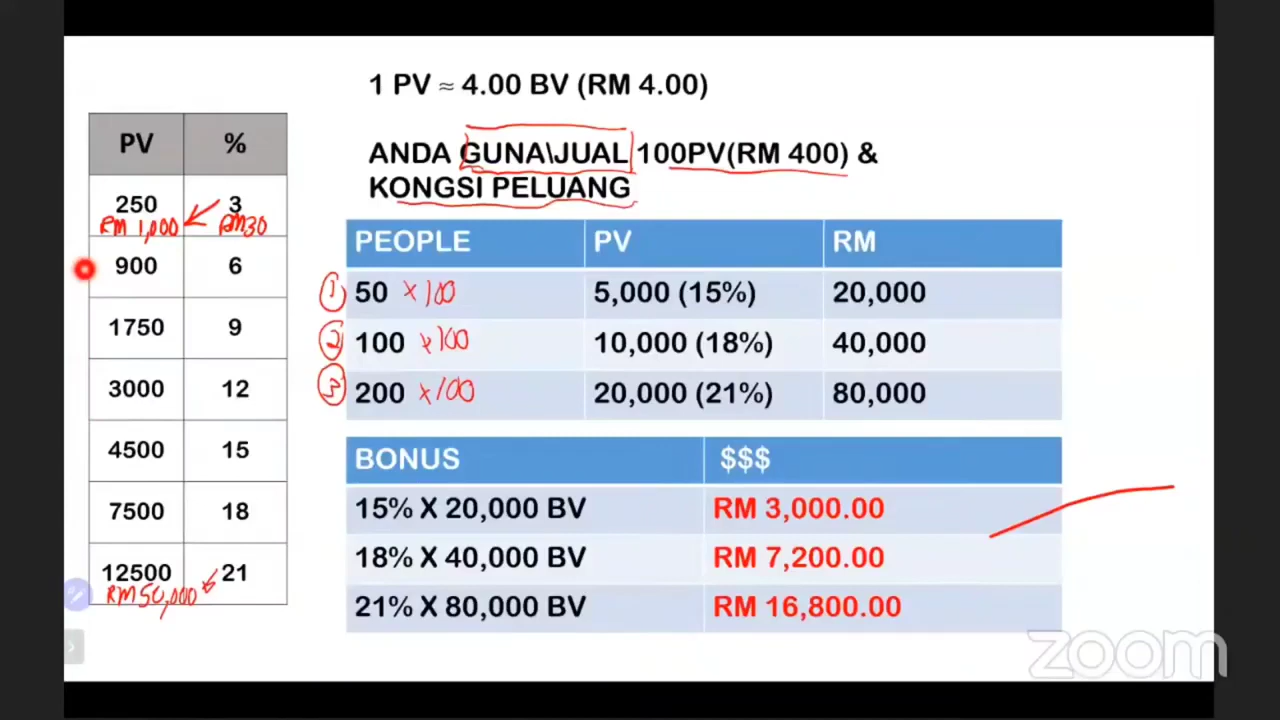 1 PV ≈ 4.00 BV (RM 4.00)
ANDA GUNA\JUAL 100PV(RM 400) &
KONGSI PELUANG
PV %
250 3
RM 1,000 RM30
900 6
1750 9
3000 12
4500 15
7500 18
12500 21
RM50,000
PEOPLE PV RM
① 50 ×100 5,000 (15%) 20,000
② 100 ×100 10,000 (18%) 40,000
③ 200 ×100 20,000 (21%) 80,000
BONUS $$$
15% X 20,000 BV RM 3,000.00
18% X 40,000 BV RM 7,200.00
21% X 80,000 BV RM 16,800.00
zoom